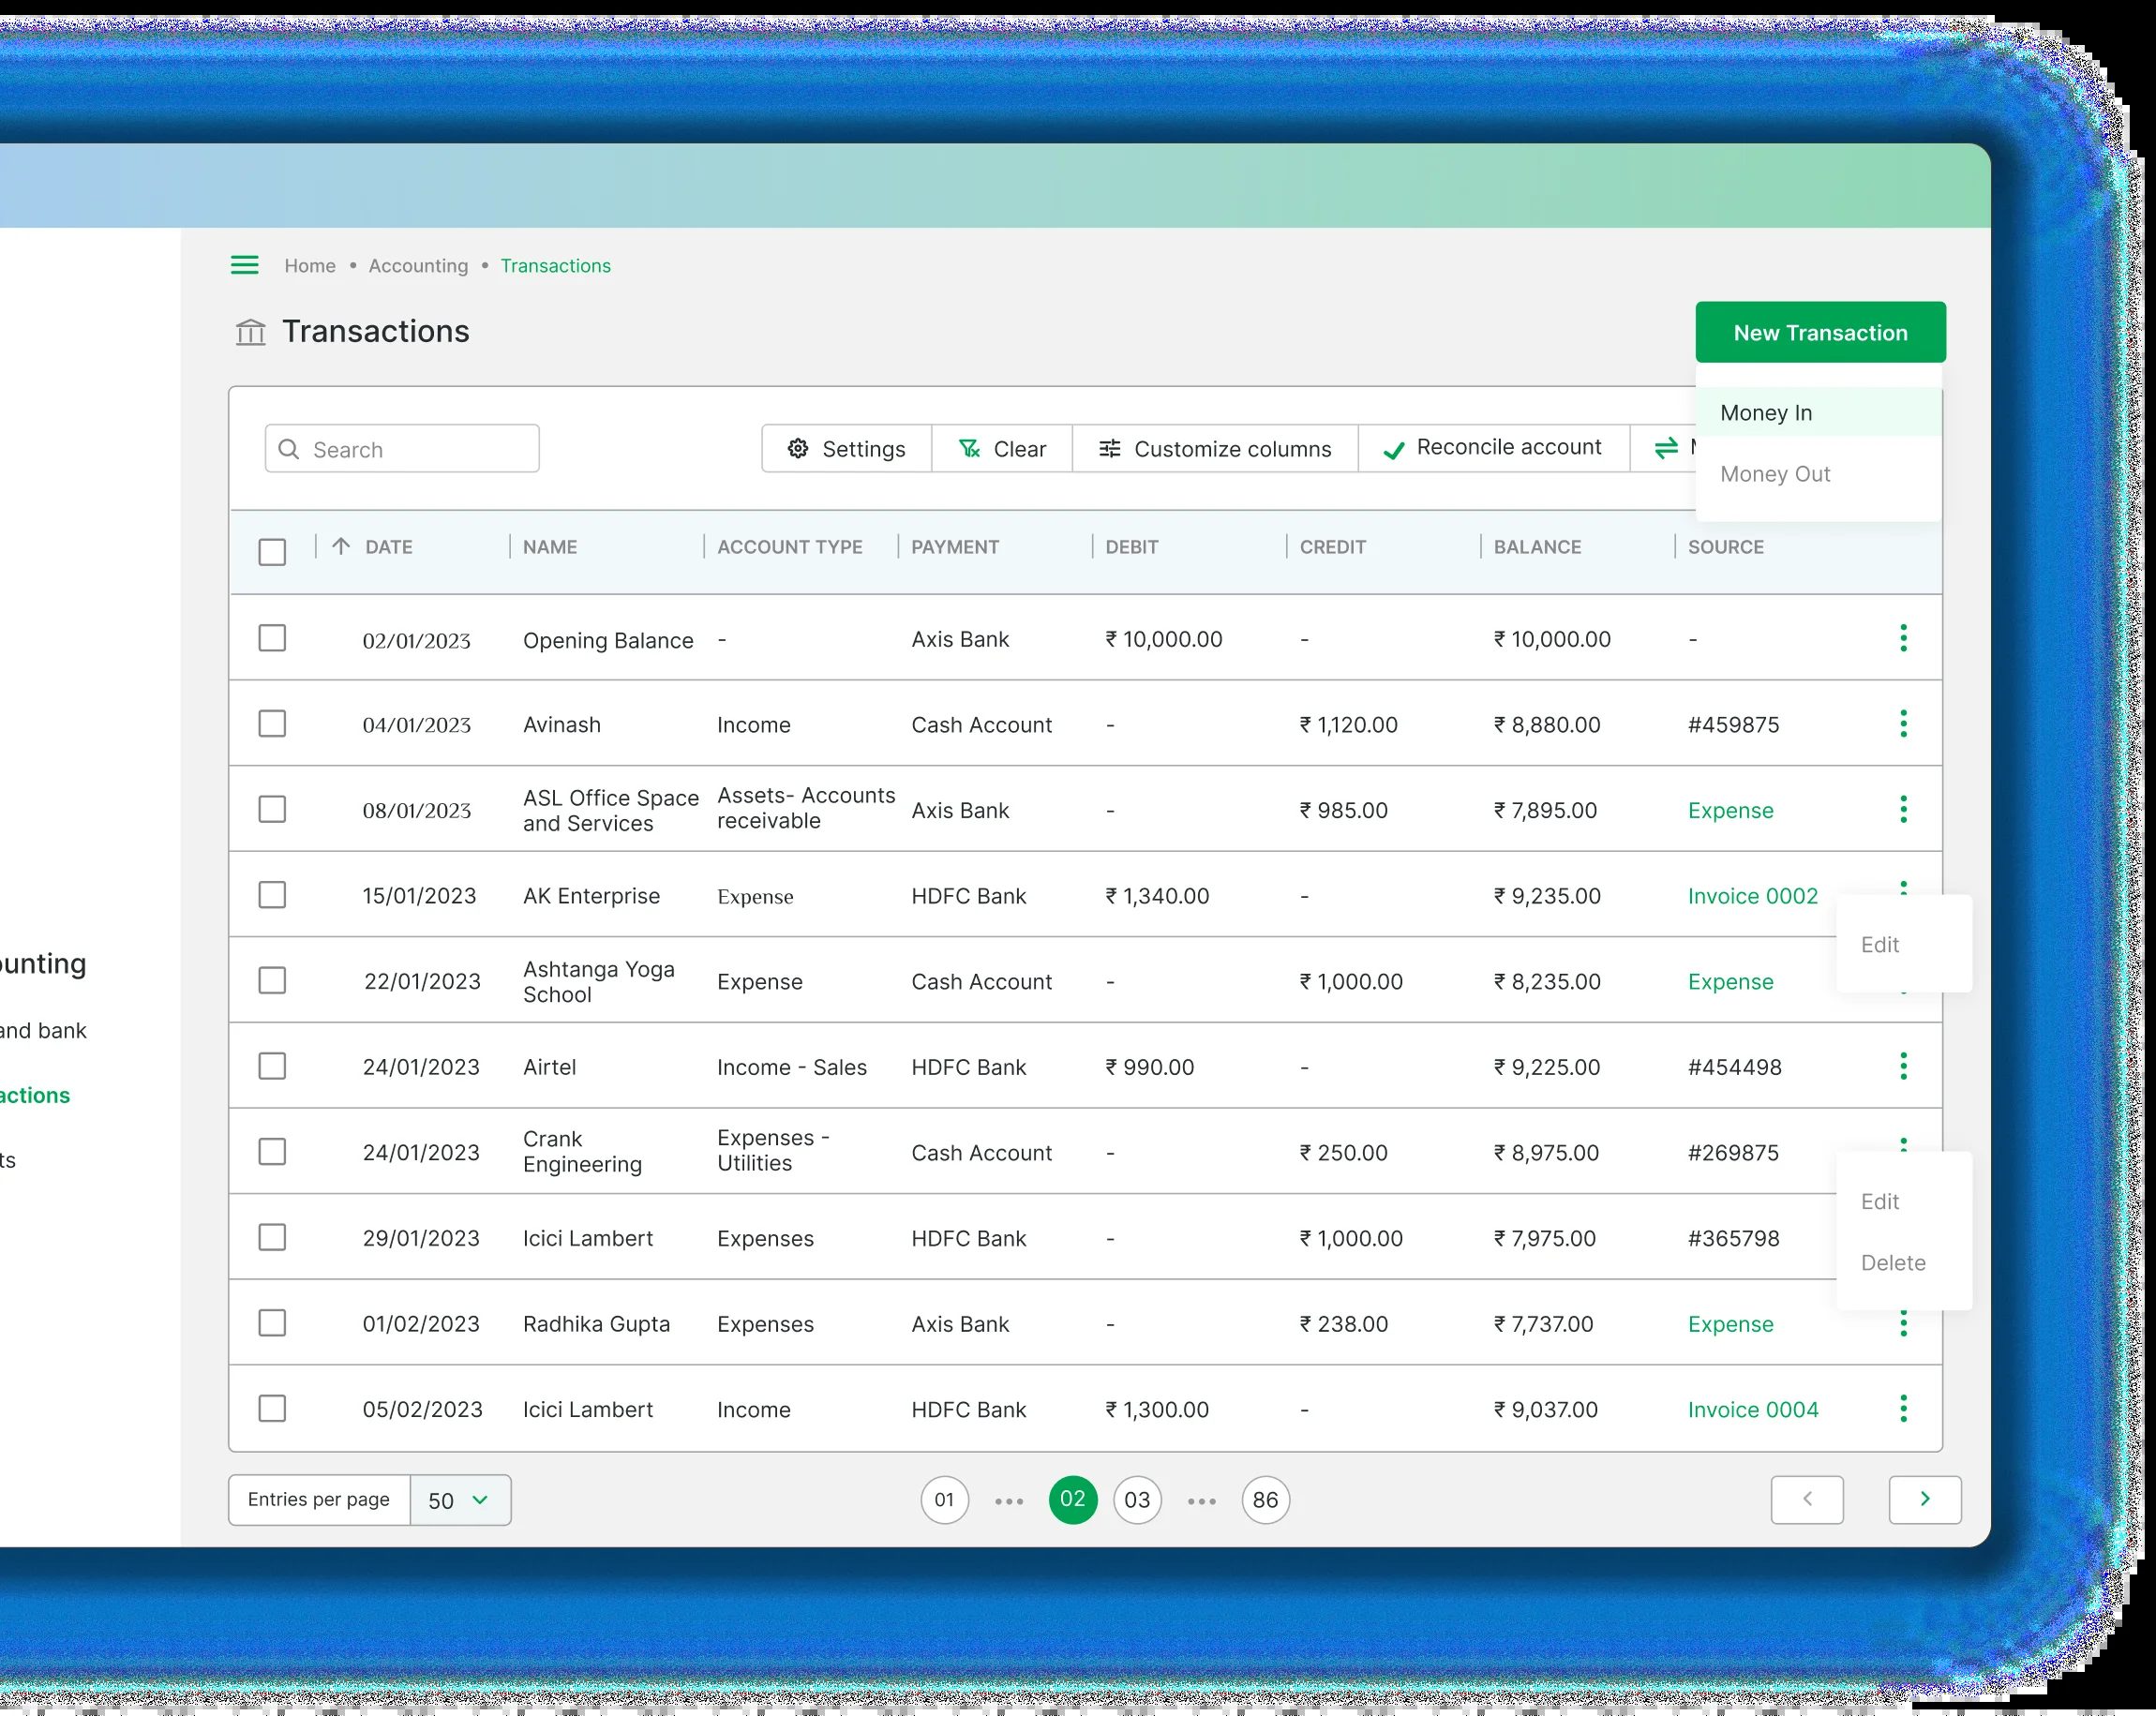 Home • Accounting • Transactions
Transactions
New Transaction
Money In
Money Out
Search
Settings
Clear
Customize columns
Reconcile account
DATE NAME ACCOUNT TYPE PAYMENT DEBIT CREDIT BALANCE SOURCE
02/01/2023 Opening Balance - Axis Bank ₹ 10,000.00 - ₹ 10,000.00 -
04/01/2023 Avinash Income Cash Account - ₹ 1,120.00 ₹ 8,880.00 #459875
08/01/2023 ASL Office Space and Services Assets- Accounts receivable Axis Bank - ₹ 985.00 ₹ 7,895.00 Expense
15/01/2023 AK Enterprise Expense HDFC Bank ₹ 1,340.00 - ₹ 9,235.00 Invoice 0002
Edit
22/01/2023 Ashtanga Yoga School Expense Cash Account - ₹ 1,000.00 ₹ 8,235.00 Expense
24/01/2023 Airtel Income - Sales HDFC Bank ₹ 990.00 - ₹ 9,225.00 #454498
24/01/2023 Crank Engineering Expenses - Utilities Cash Account - ₹ 250.00 ₹ 8,975.00 #269875
Edit
Delete
29/01/2023 Icici Lambert Expenses HDFC Bank - ₹ 1,000.00 ₹ 7,975.00 #365798
01/02/2023 Radhika Gupta Expenses Axis Bank - ₹ 238.00 ₹ 7,737.00 Expense
05/02/2023 Icici Lambert Income HDFC Bank ₹ 1,300.00 - ₹ 9,037.00 Invoice 0004
Entries per page 50
01 ••• 02 03 ••• 86
ounting
and bank
actions
ts